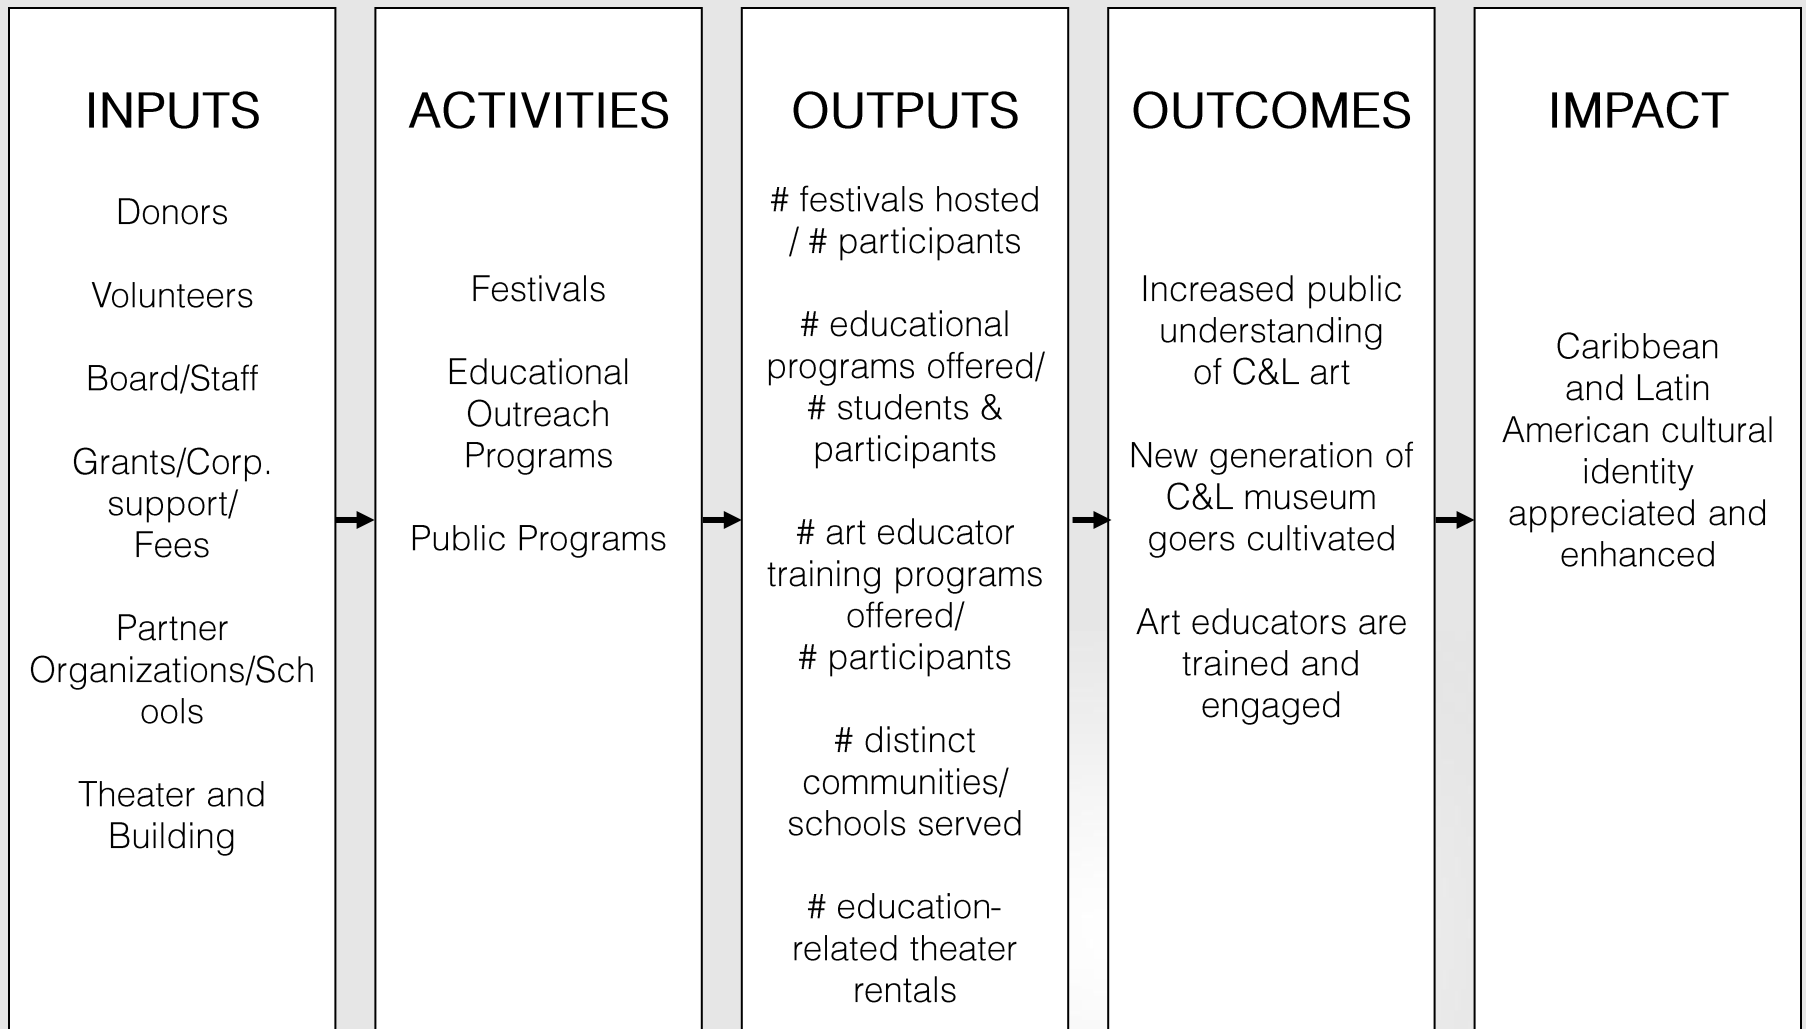 INPUTS
Donors
Volunteers
Board/Staff
Grants/Corp.
support/
Fees
Partner
Organizations/Sch
ools
Theater and
Building
ACTIVITIES
Festivals
Educational
Outreach
Programs
Public Programs
OUTPUTS
# festivals hosted
/ # participants
# educational
programs offered/
# students &
participants
# art educator
training programs
offered/
# participants
# distinct
communities/
schools served
# education-
related theater
rentals
OUTCOMES
Increased public
understanding
of C&L art
New generation of
C&L museum
goers cultivated
Art educators are
trained and
engaged
IMPACT
Caribbean
and Latin
American cultural
identity
appreciated and
enhanced